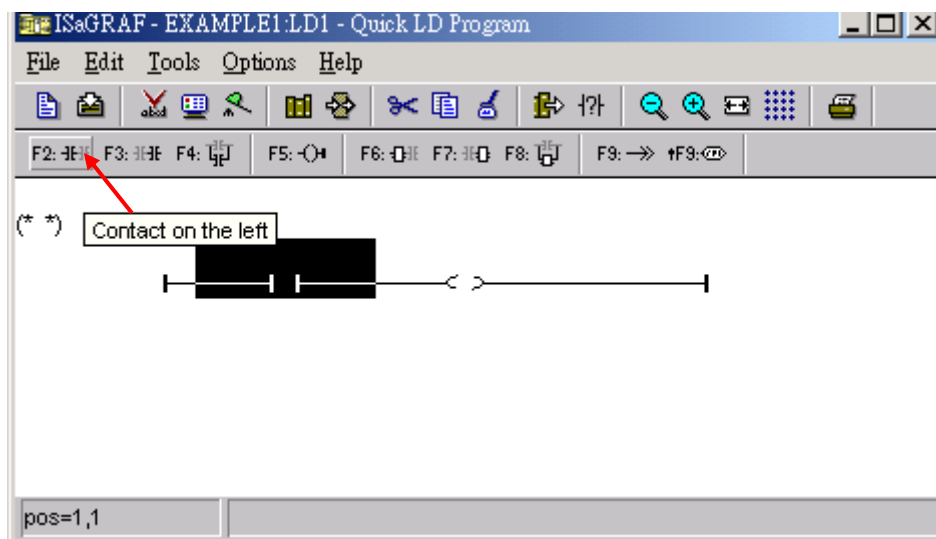 ISaGRAF - EXAMPLE1:LD1 - Quick LD Program
File Edit Tools Options Help
F2: F3: F4: F5: F6: F7: F8: F9: F9:
(* *)
Contact on the left
pos=1,1